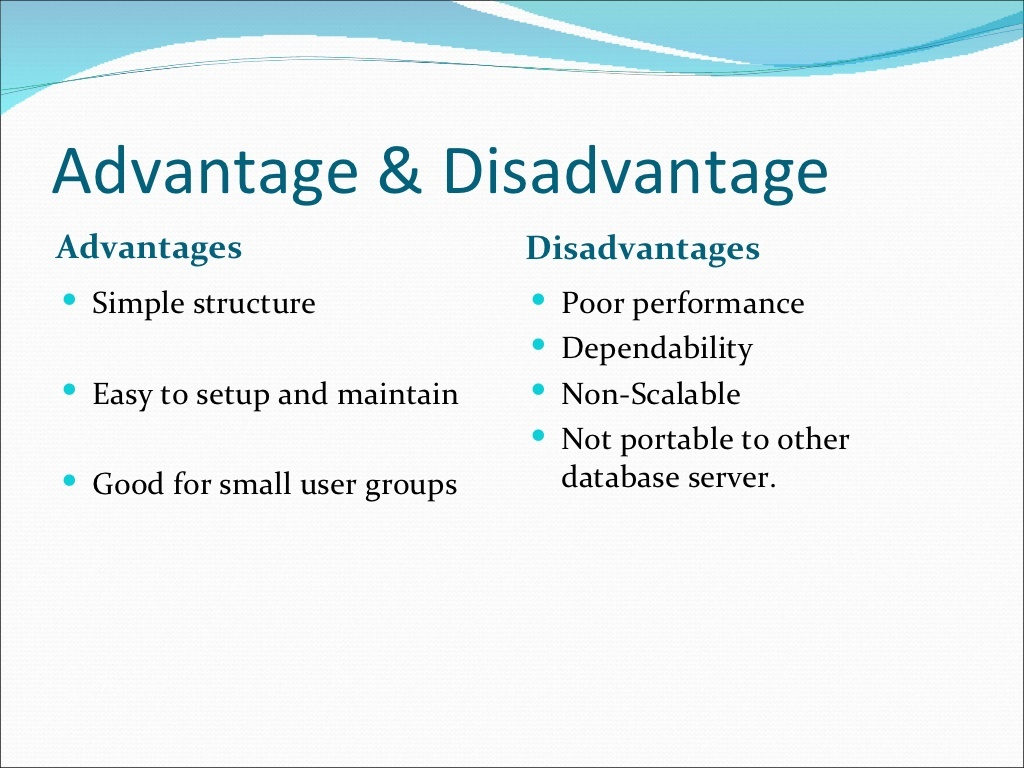 Advantage & Disadvantage
Advantages
Simple structure
Easy to setup and maintain
Good for small user groups
Disadvantages
Poor performance
Dependability
Non-Scalable
Not portable to other
database server.